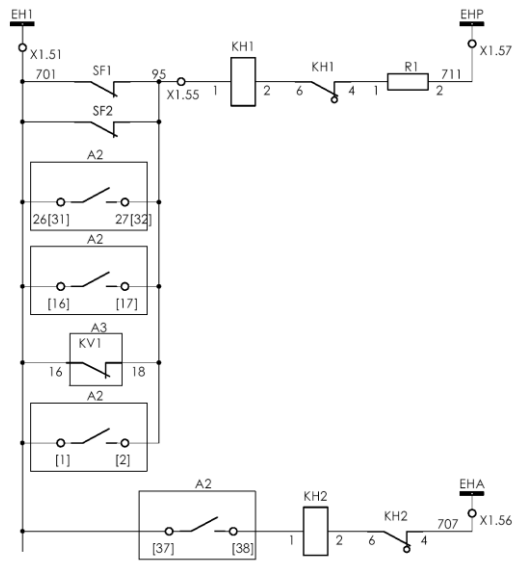 EH1
EHP
X1.51
X1.57
701
SF1
95
X1.55
KH1
1
2
KH1
6
4
R1
1
2
711
SF2
A2
26[31]
27[32]
A2
[16]
[17]
A3
KV1
16
18
A2
[1]
[2]
A2
[37]
[38]
KH2
1
2
KH2
6
4
707
EHA
X1.56